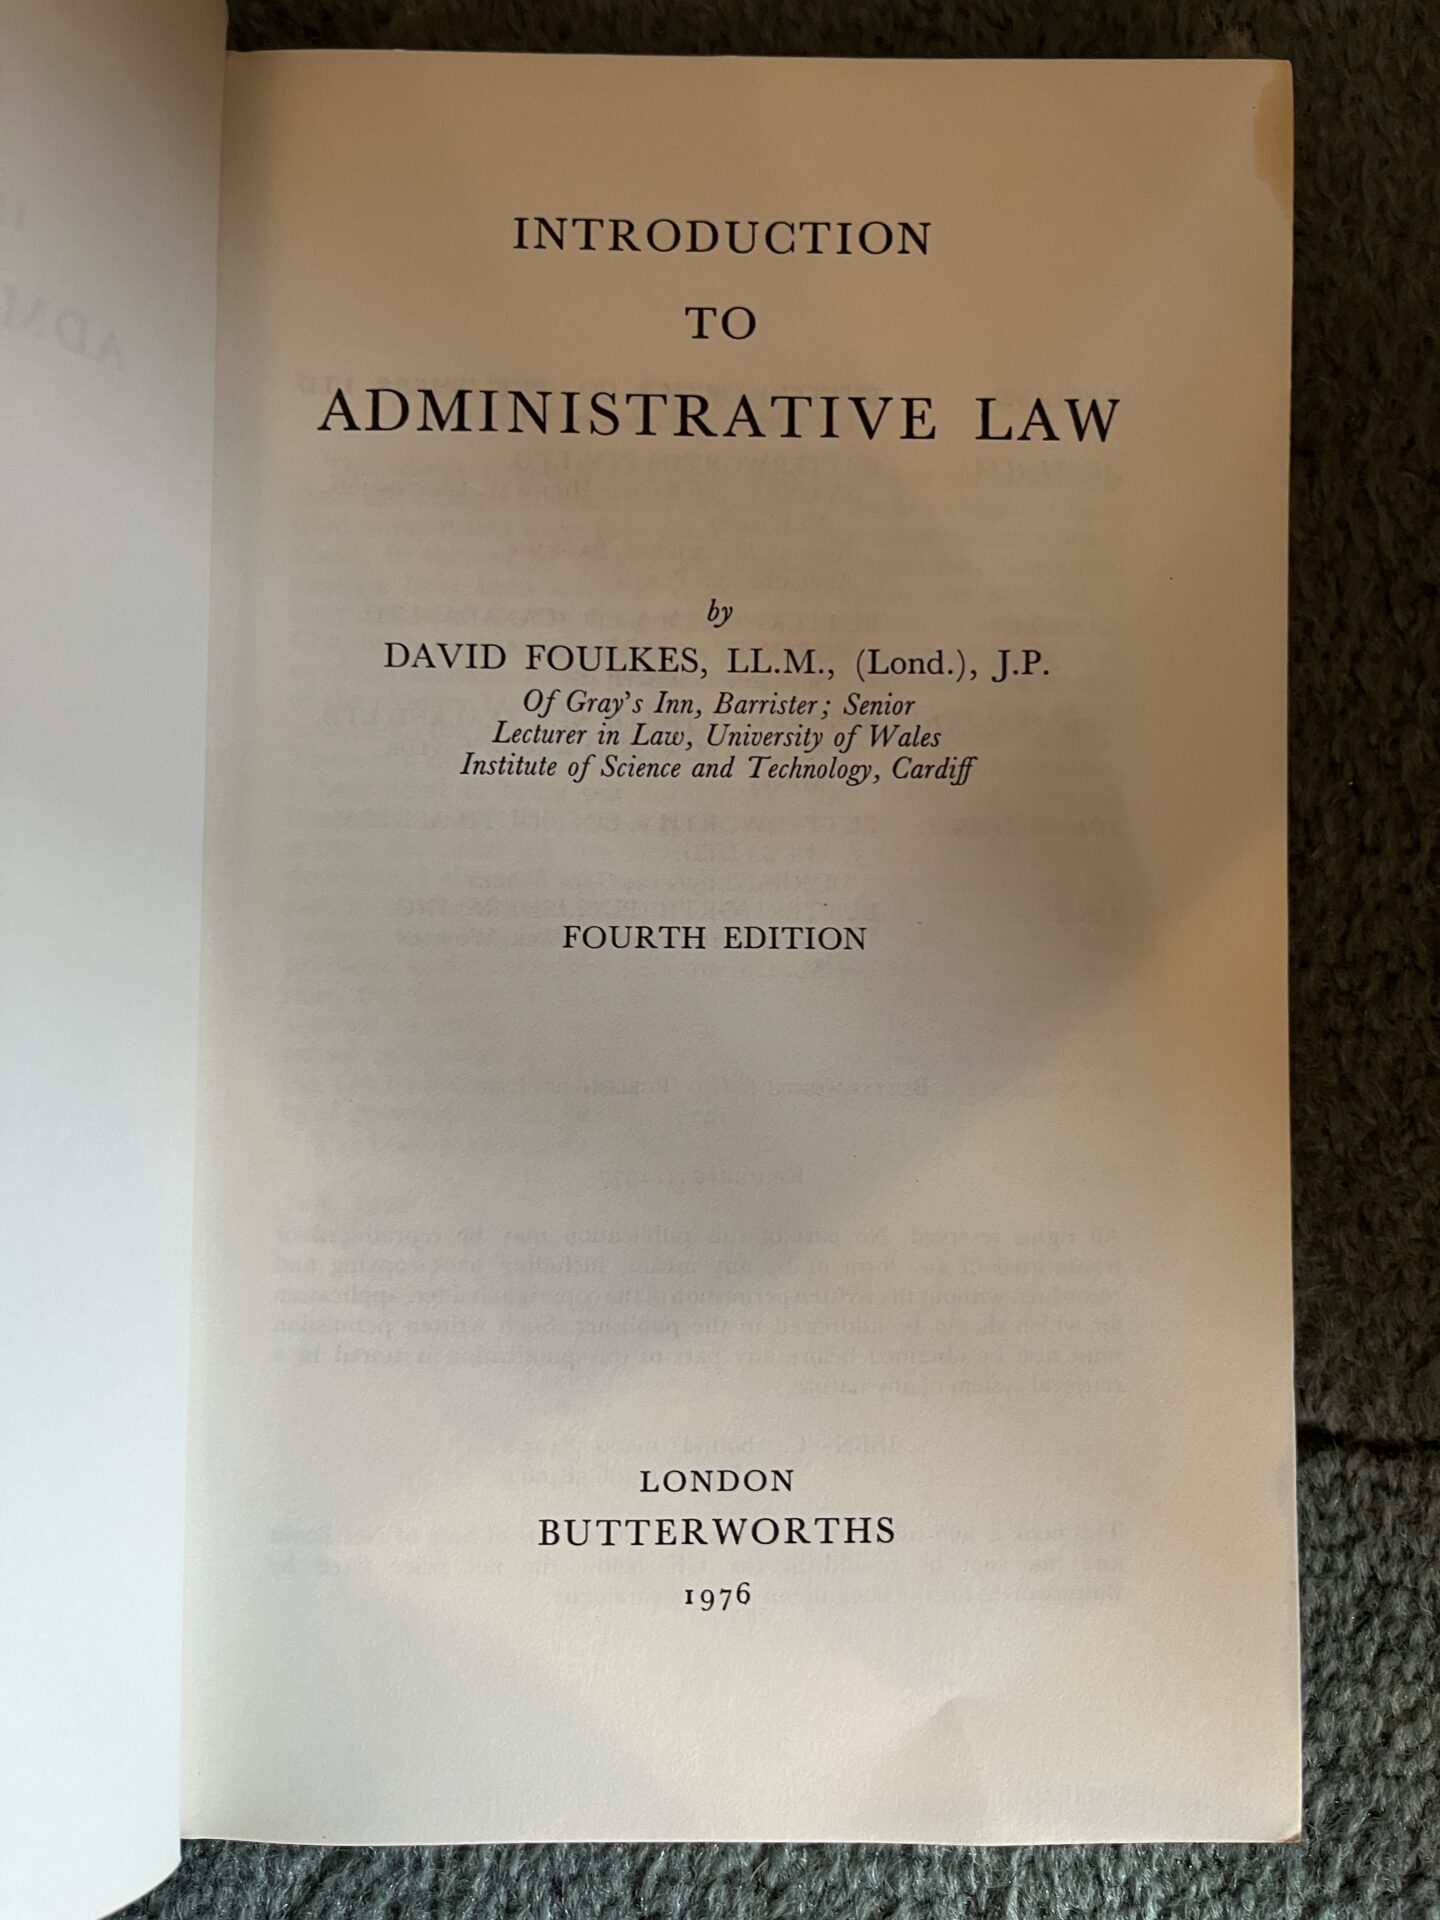 INTRODUCTION
TO
ADMINISTRATIVE LAW
by
DAVID FOULKES, LL.M., (Lond.), J.P.
Of Gray's Inn, Barrister; Senior
Lecturer in Law, University of Wales
Institute of Science and Technology, Cardiff
FOURTH EDITION
LONDON
BUTTERWORTHS
1976